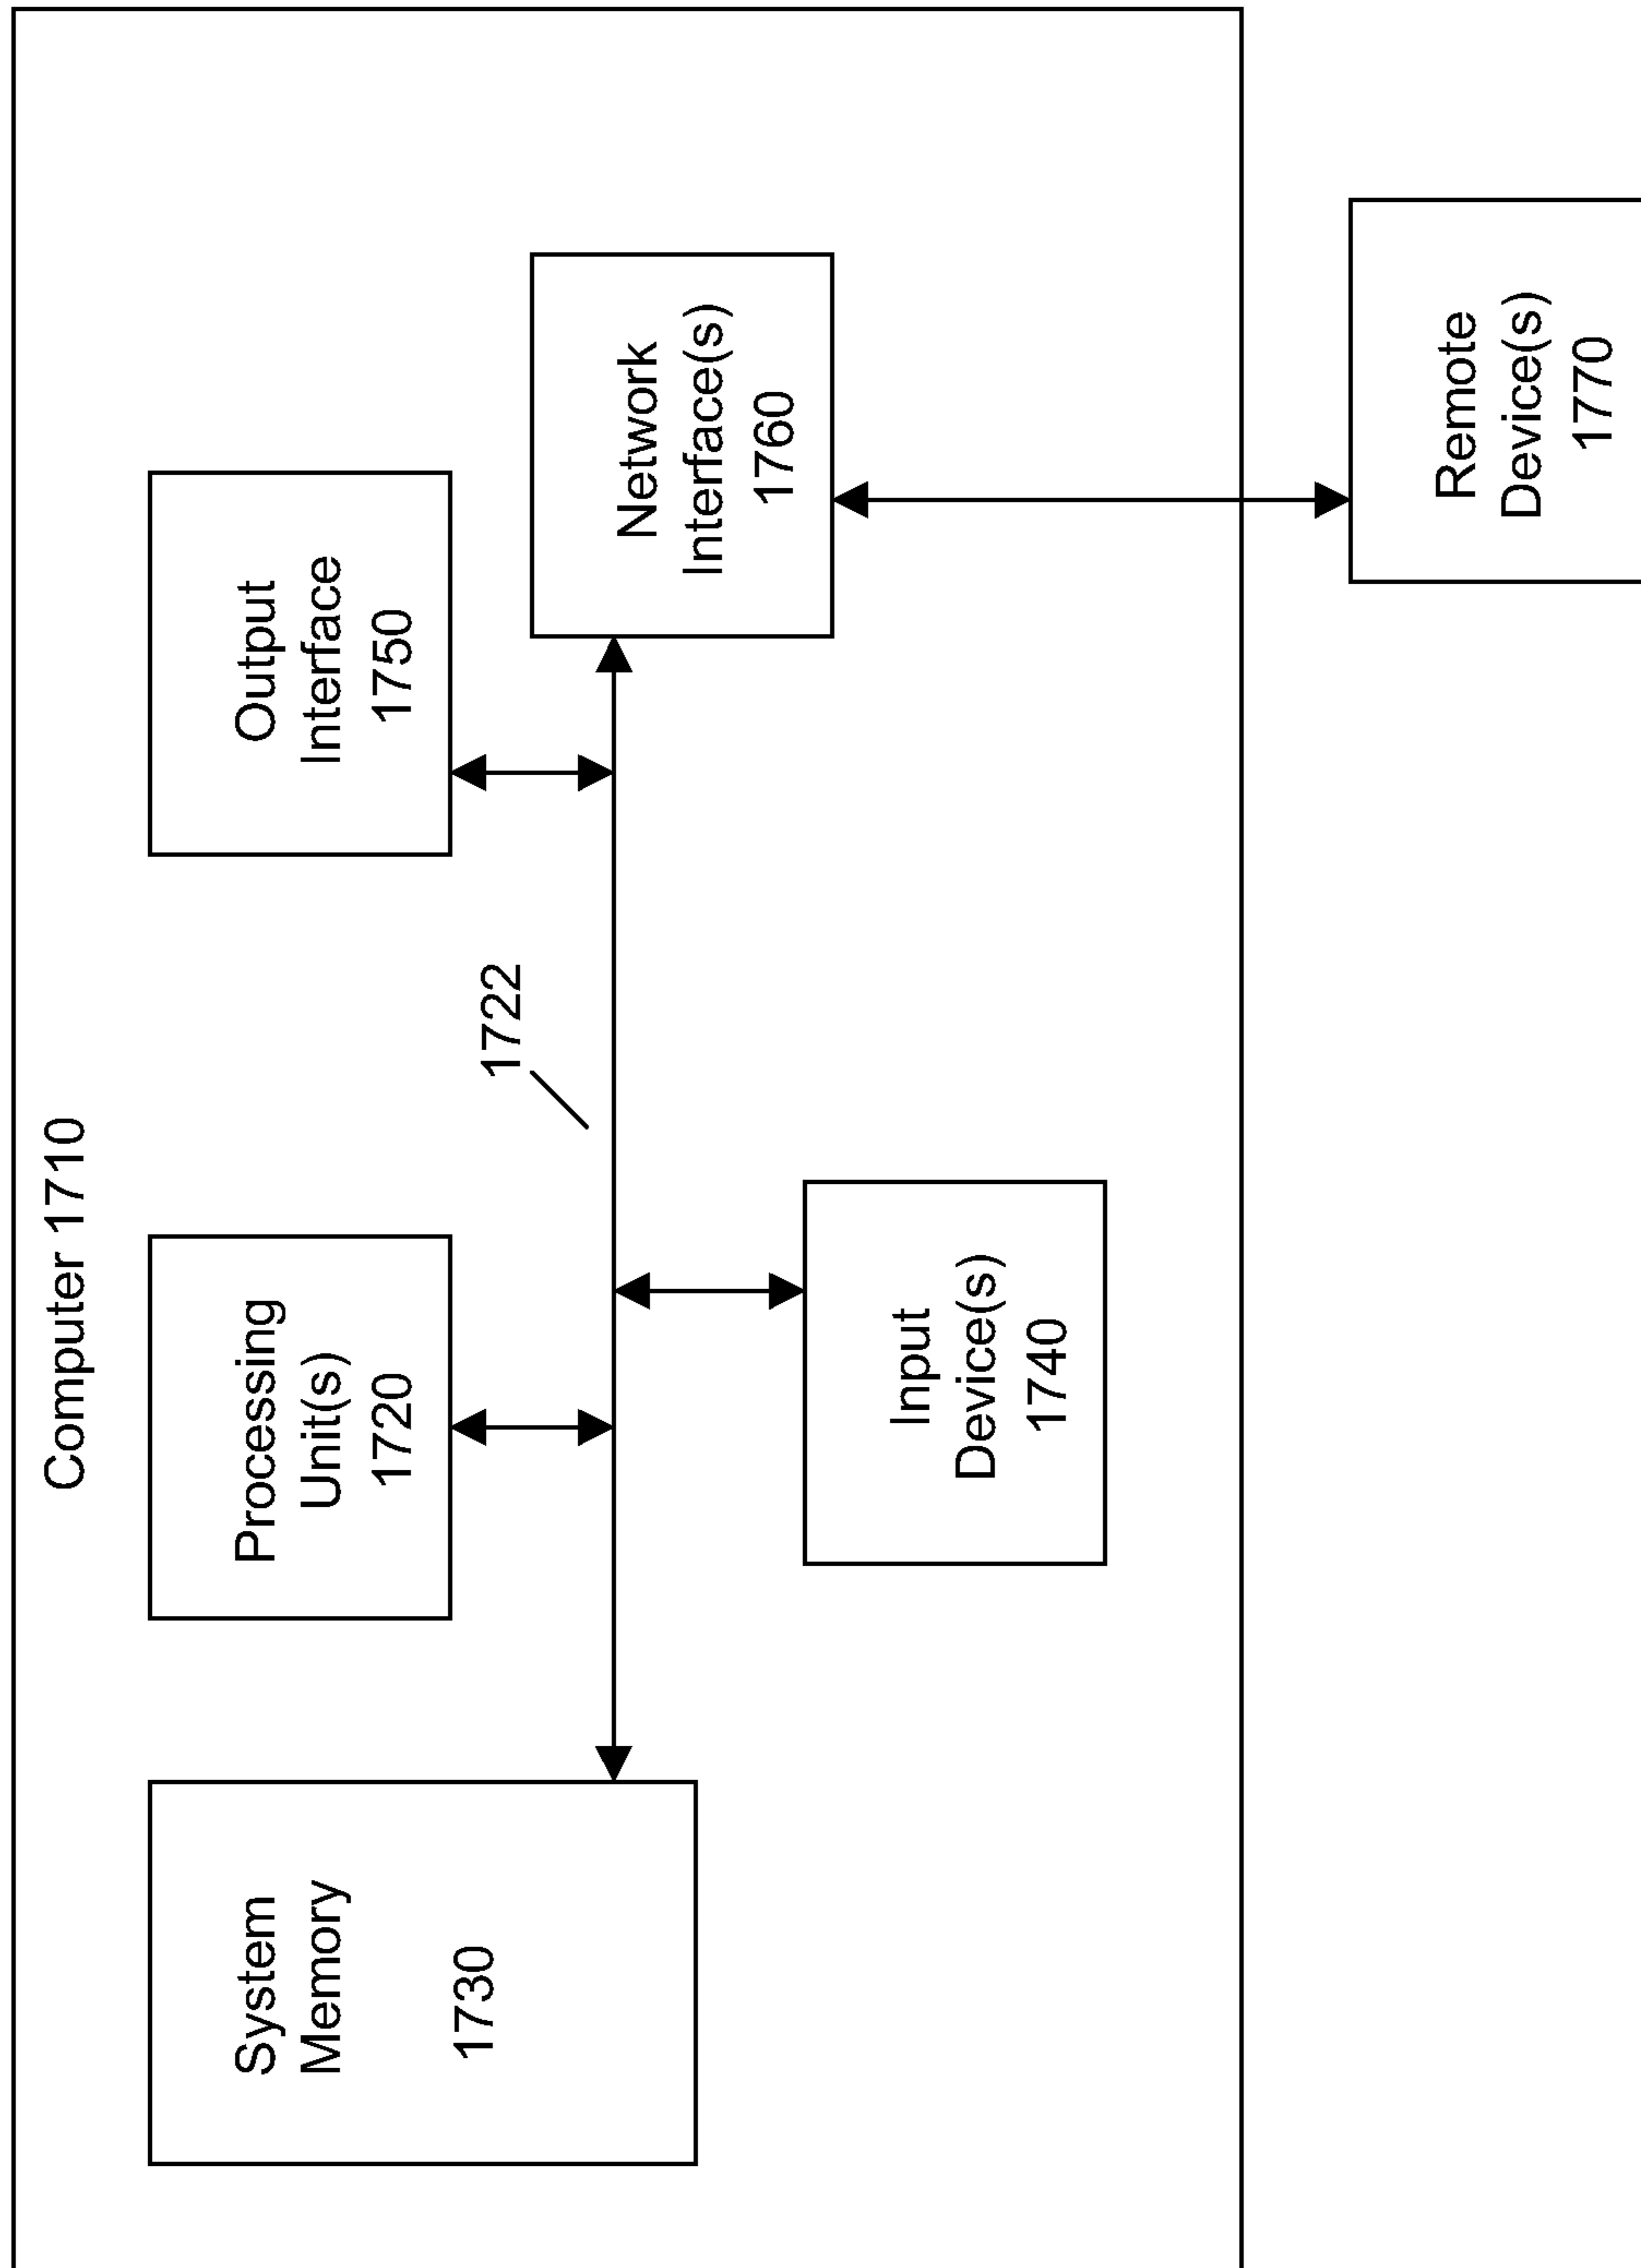 Computer 1710
Processing
Unit(s)
1720
Output
Interface
1750
System
Memory
1730
1722
Network
Interface(s)
1760
Input
Device(s)
1740
Remote
Device(s)
1770